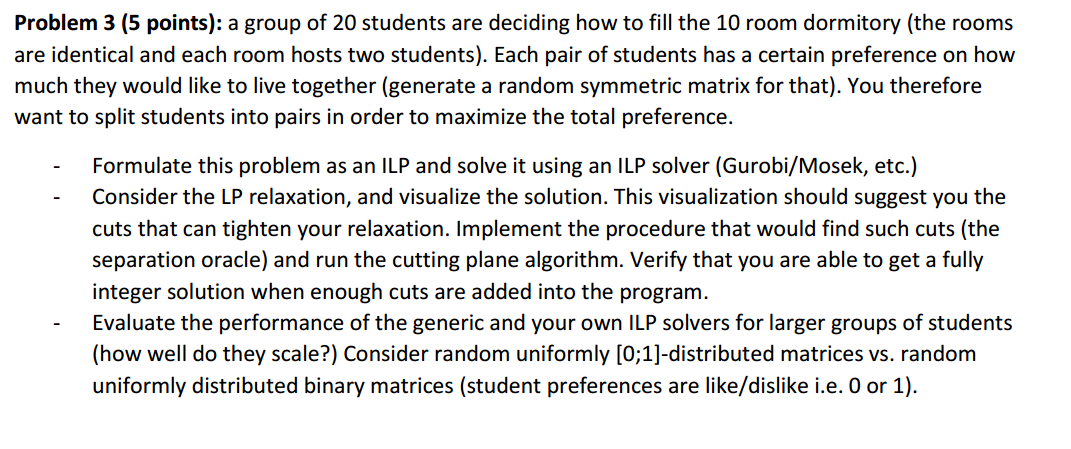 Problem 3 (5 points): a group of 20 students are deciding how to fill the 10 room dormitory (the rooms
are identical and each room hosts two students). Each pair of students has a certain preference on how
much they would like to live together (generate a random symmetric matrix for that). You therefore
want to split students into pairs in order to maximize the total preference.
- Formulate this problem as an ILP and solve it using an ILP solver (Gurobi/Mosek, etc.)
- Consider the LP relaxation, and visualize the solution. This visualization should suggest you the
cuts that can tighten your relaxation. Implement the procedure that would find such cuts (the
separation oracle) and run the cutting plane algorithm. Verify that you are able to get a fully
integer solution when enough cuts are added into the program.
- Evaluate the performance of the generic and your own ILP solvers for larger groups of students
(how well do they scale?) Consider random uniformly [0;1]-distributed matrices vs. random
uniformly distributed binary matrices (student preferences are like/dislike i.e. 0 or 1).